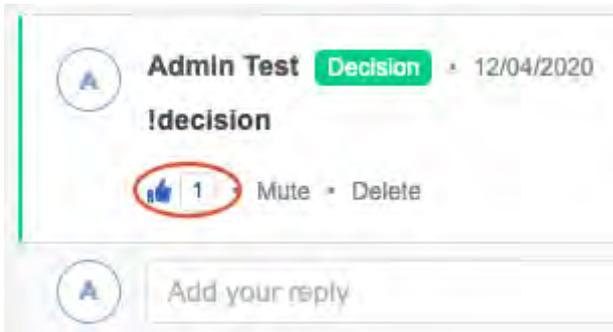 A Admin Test Decision • 12/04/2020
!decision
1 • Mute • Delete
A Add your reply